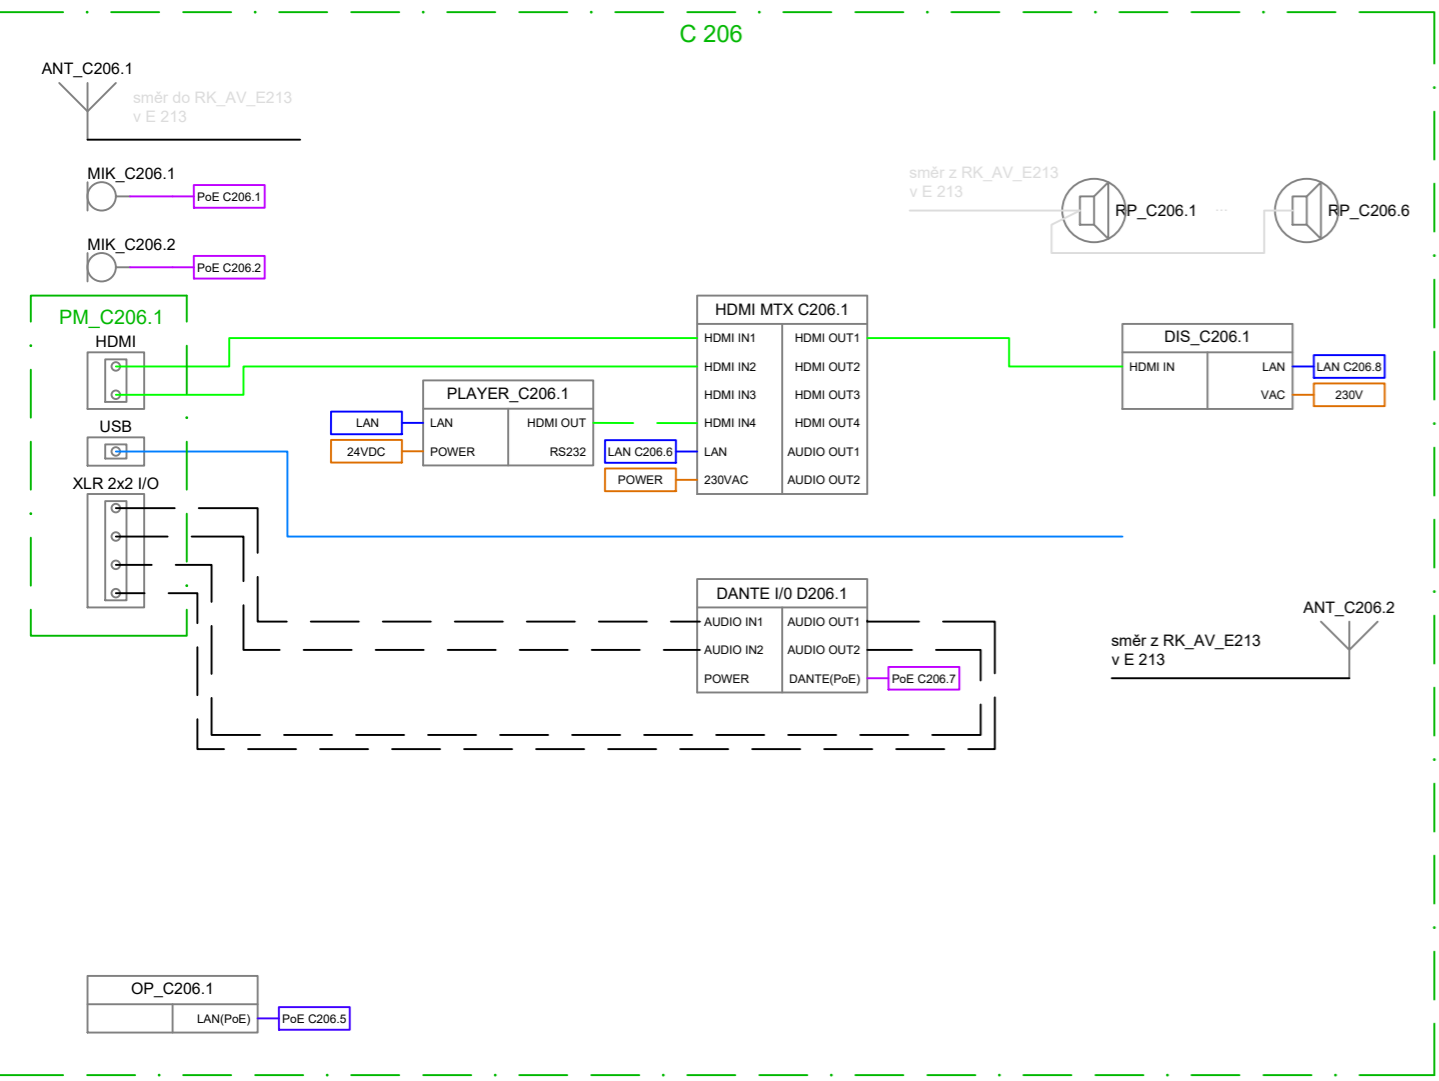 C 206
ANT_C206.1
směr do RK_AV_E213
v E 213
MIK_C206.1
PoE C206.1
MIK_C206.2
PoE C206.2
směr z RK_AV_E213
v E 213
RP_C206.1
...
RP_C206.6
PM_C206.1
HDMI
USB
XLR 2x2 I/O
PLAYER_C206.1
LAN
LAN
HDMI OUT
24VDC
POWER
RS232
HDMI MTX C206.1
HDMI IN1
HDMI OUT1
HDMI IN2
HDMI OUT2
HDMI IN3
HDMI OUT3
HDMI IN4
HDMI OUT4
LAN C206.6
LAN
AUDIO OUT1
POWER
230VAC
AUDIO OUT2
DIS_C206.1
HDMI IN
LAN
LAN C206.8
VAC
230V
DANTE I/0 D206.1
AUDIO IN1
AUDIO OUT1
AUDIO IN2
AUDIO OUT2
POWER
DANTE(PoE)
PoE C206.7
ANT_C206.2
směr z RK_AV_E213
v E 213
OP_C206.1
LAN(PoE)
PoE C206.5